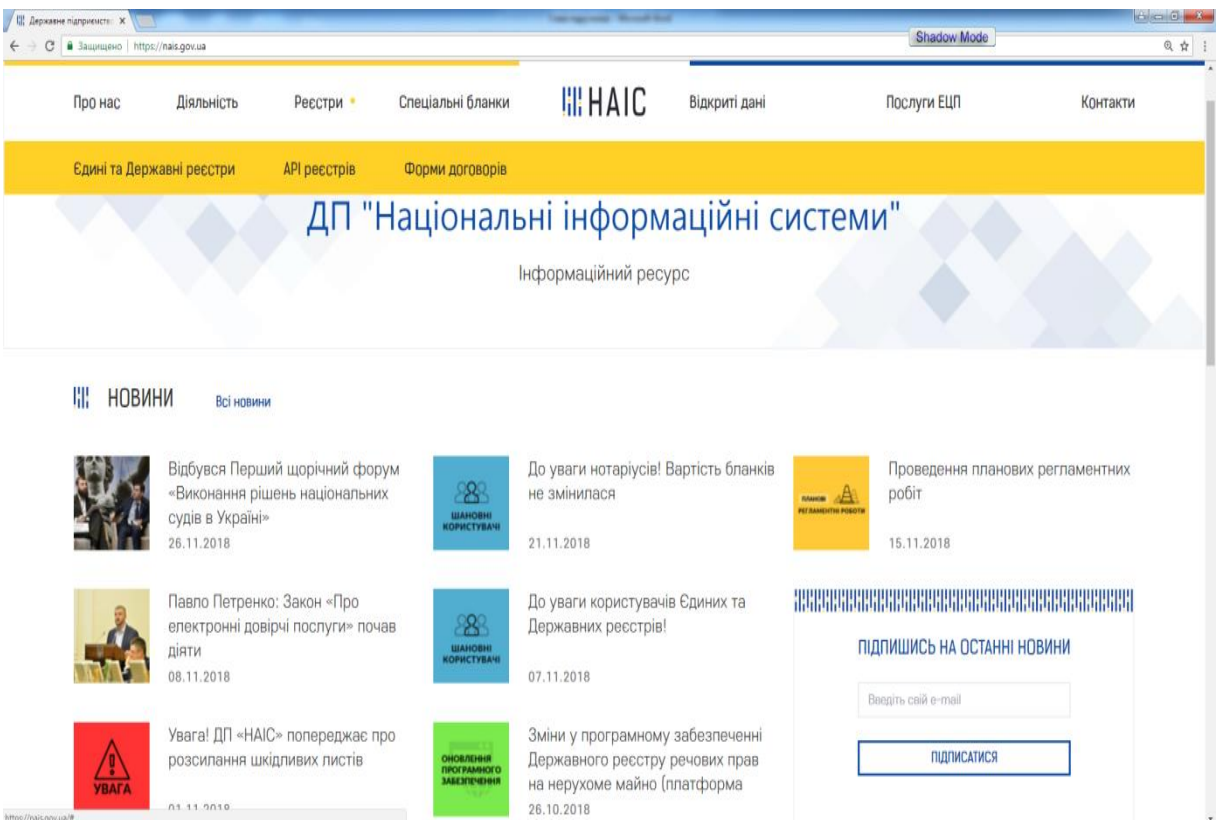 Державне підприємств
Shadow Mode
Защищено | https://nais.gov.ua
Про нас Діяльність Реєстри Спеціальні бланки НАІС Відкриті дані Послуги ЕЦП Контакти
Єдині та Державні реєстри API реєстрів Форми договорів
ДП "Національні інформаційні системи"
Інформаційний ресурс
НОВИНИ Всі новини
Відбувся Перший щорічний форум
«Виконання рішень національних
судів в Україні»
26.11.2018
ШАНОВНІ
КОРИСТУВАЧІ
До уваги нотаріусів! Вартість бланків
не змінилася
21.11.2018
ПЛАНОВІ
РЕГЛАМЕНТНІ РОБОТИ
Проведення планових регламентних
робіт
15.11.2018
Павло Петренко: Закон «Про
електронні довірчі послуги» почав
діяти
08.11.2018
ШАНОВНІ
КОРИСТУВАЧІ
До уваги користувачів Єдиних та
Державних реєстрів!
07.11.2018
ПІДПИШИСЬ НА ОСТАННІ НОВИНИ
Введіть свій e-mail
ПІДПИСАТИСЯ
УВАГА
Увага! ДП «НАІС» попереджає про
розсилання шкідливих листів
01.11.2018
ОНОВЛЕННЯ
ПРОГРАМНОГО
ЗАБЕЗПЕЧЕННЯ
Зміни у програмному забезпеченні
Державного реєстру речових прав
на нерухоме майно (платформа
26.10.2018
https://nais.gov.ua/#